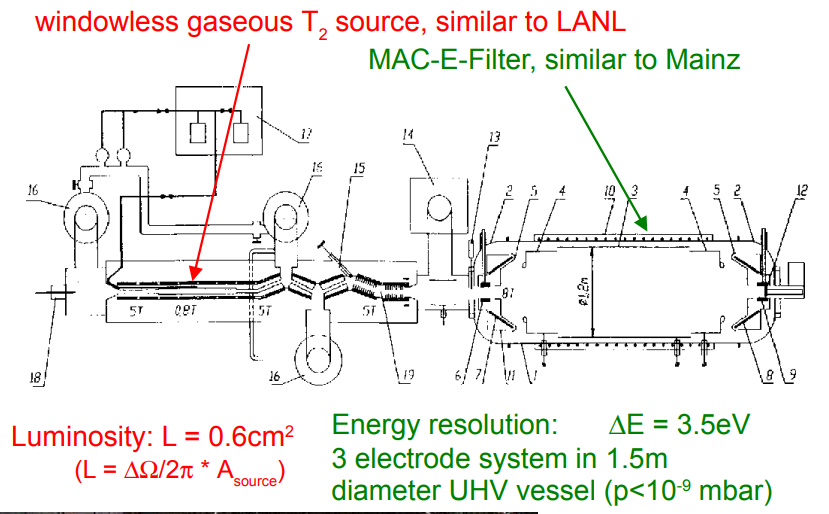 windowless gaseous T2 source, similar to LANL
MAC-E-Filter, similar to Mainz
17
16
16
15
14
13
2
5
4
10
3
4
5
2
12
ø1,2m
5T
0.8T
5T
5T
8T
18
16
19
6
7
11
1
8
9
Luminosity: L = 0.6cm²
(L = ΔΩ/2π * Asource)
Energy resolution: ΔE = 3.5eV
3 electrode system in 1.5m
diameter UHV vessel (p<10⁻⁹ mbar)